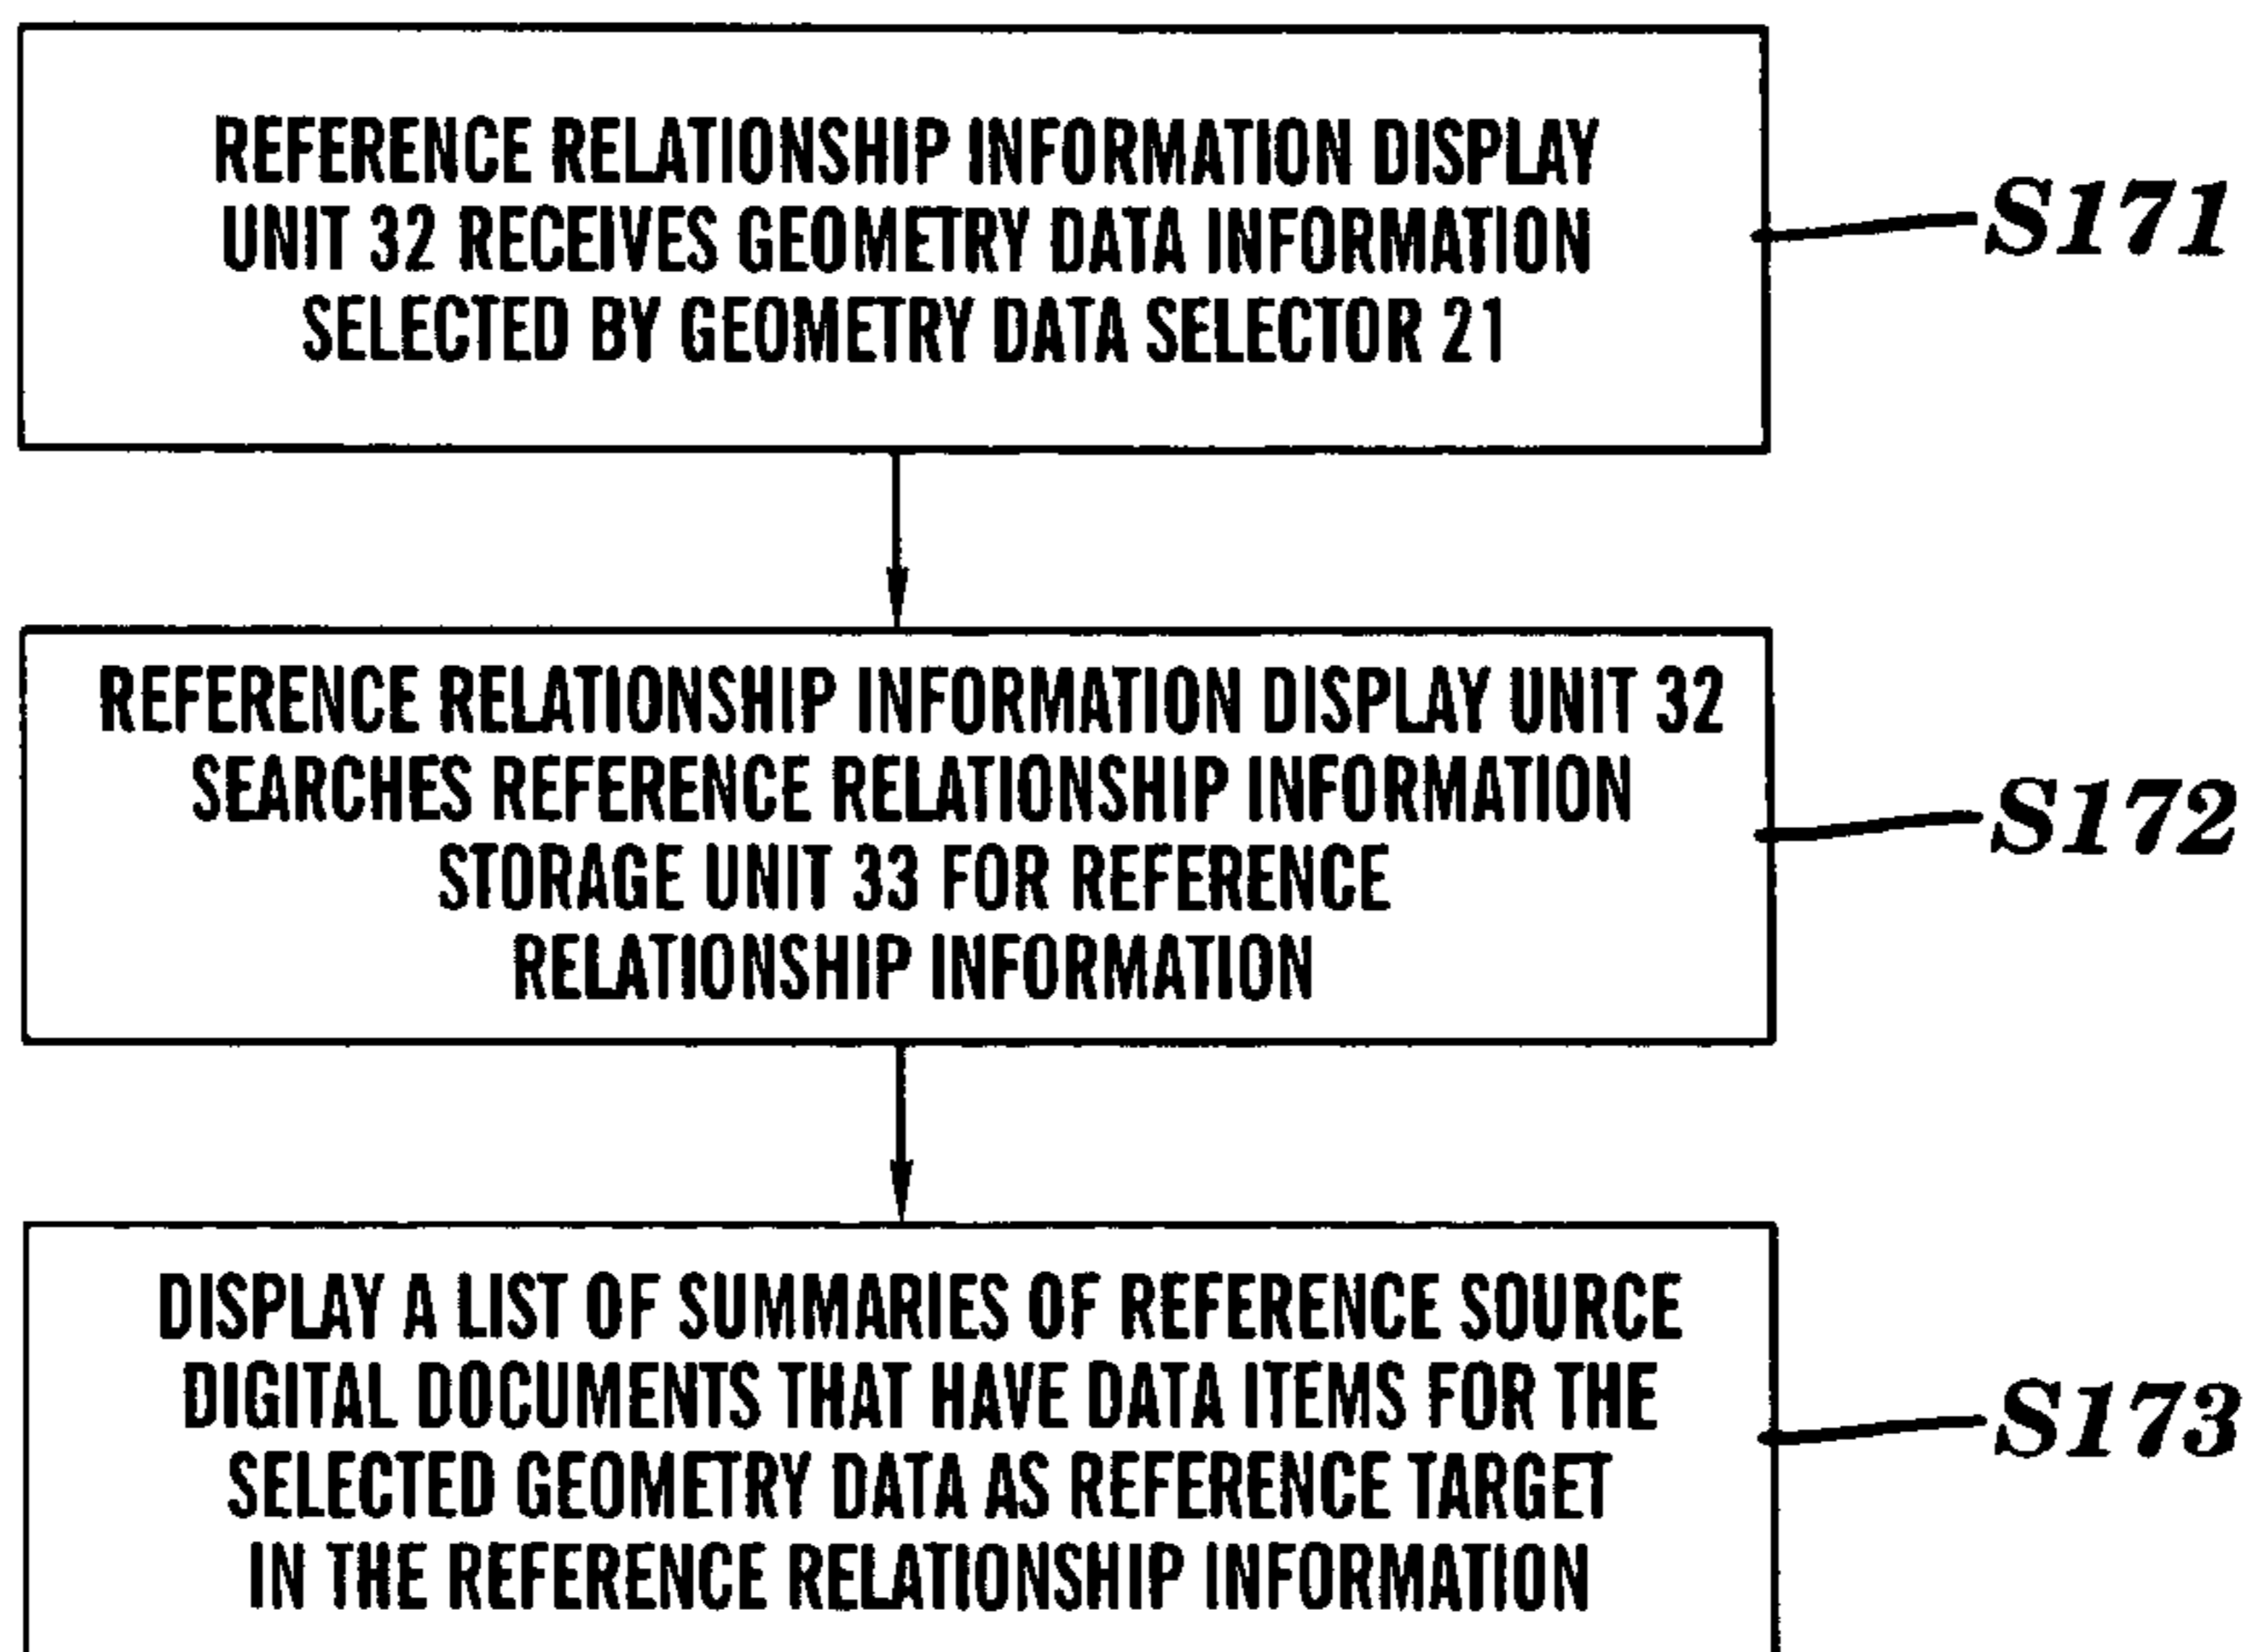 REFERENCE RELATIONSHIP INFORMATION DISPLAY
UNIT 32 RECEIVES GEOMETRY DATA INFORMATION
SELECTED BY GEOMETRY DATA SELECTOR 21
S171
REFERENCE RELATIONSHIP INFORMATION DISPLAY UNIT 32
SEARCHES REFERENCE RELATIONSHIP INFORMATION
STORAGE UNIT 33 FOR REFERENCE
RELATIONSHIP INFORMATION
S172
DISPLAY A LIST OF SUMMARIES OF REFERENCE SOURCE
DIGITAL DOCUMENTS THAT HAVE DATA ITEMS FOR THE
SELECTED GEOMETRY DATA AS REFERENCE TARGET
IN THE REFERENCE RELATIONSHIP INFORMATION
S173